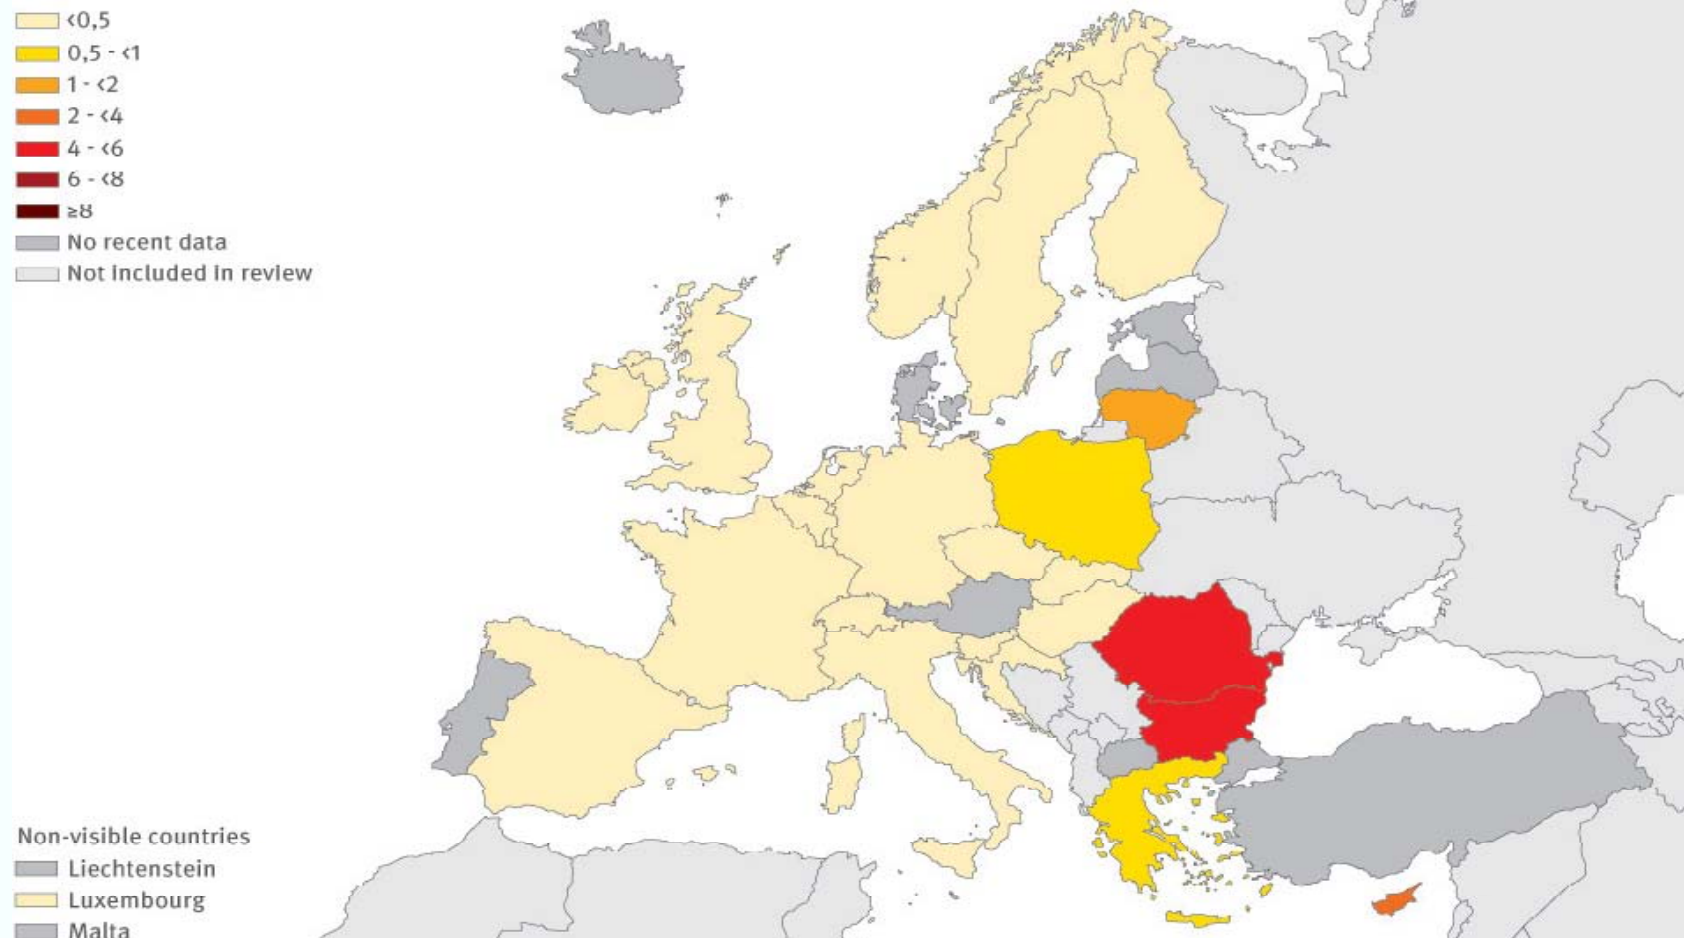 <0,5
0,5 - <1
1 - <2
2 - <4
4 - <6
6 - <8
≥8
No recent data
Not included in review
Non-visible countries
Liechtenstein
Luxembourg
Malta